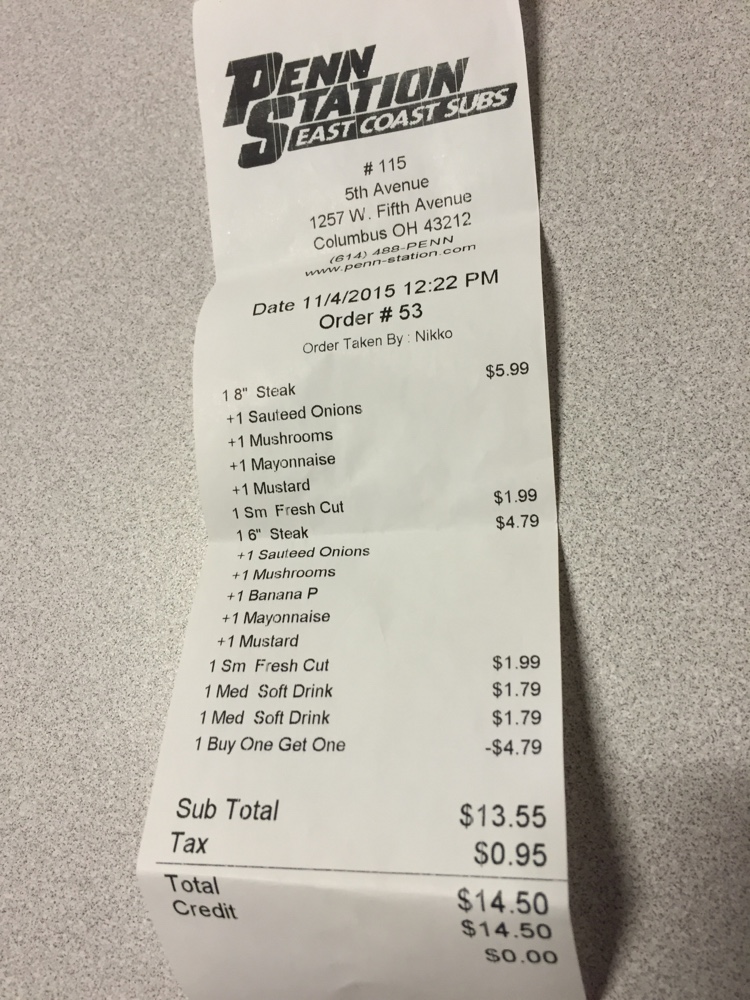 PENN
STATION
EAST COAST SUBS
# 115
5th Avenue
1257 W. Fifth Avenue
Columbus OH 43212
(614) 488-PENN
www.penn-station.com
Date 11/4/2015 12:22 PM
Order # 53
Order Taken By : Nikko
1 8" Steak $5.99
+1 Sauteed Onions
+1 Mushrooms
+1 Mayonnaise
+1 Mustard
1 Sm Fresh Cut $1.99
1 6" Steak $4.79
+1 Sauteed Onions
+1 Mushrooms
+1 Banana P
+1 Mayonnaise
+1 Mustard
1 Sm Fresh Cut $1.99
1 Med Soft Drink $1.79
1 Med Soft Drink $1.79
1 Buy One Get One -$4.79
Sub Total $13.55
Tax $0.95
Total $14.50
Credit $14.50
$0.00